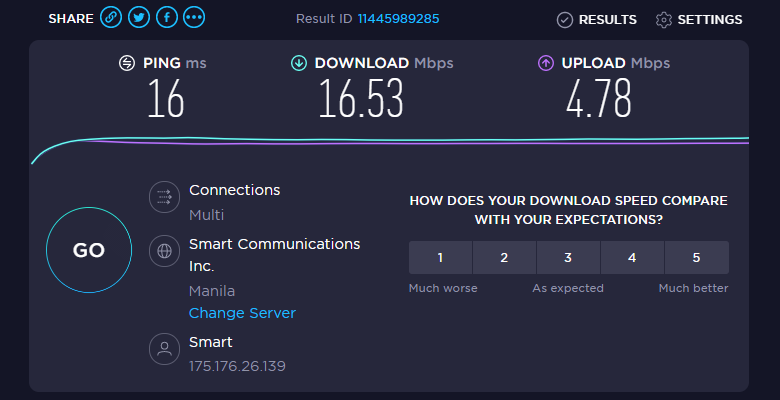 SHARE
Result ID 11445989285
RESULTS
SETTINGS
PING ms
16
DOWNLOAD Mbps
16.53
UPLOAD Mbps
4.78
GO
Connections
Multi
Smart Communications
Inc.
Manila
Change Server
Smart
175.176.26.139
HOW DOES YOUR DOWNLOAD SPEED COMPARE
WITH YOUR EXPECTATIONS?
1 2 3 4 5
Much worse As expected Much better